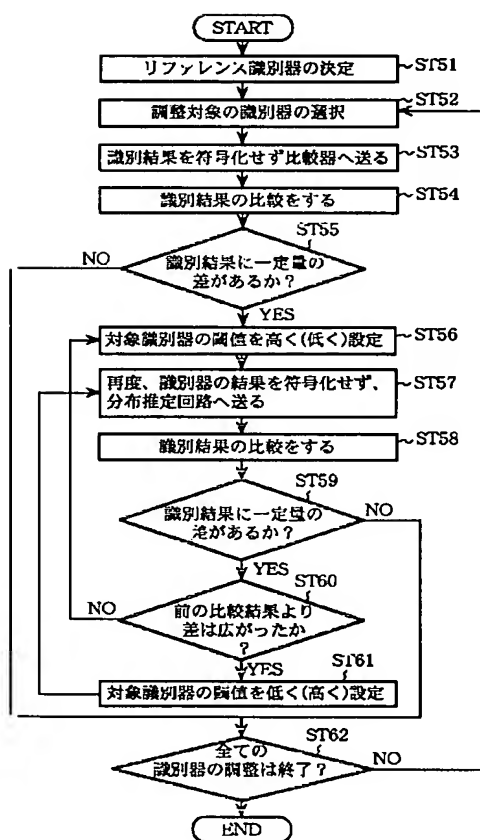 START
リファレンス識別器の決定
ST51
調整対象の識別器の選択
ST52
識別結果を符号化せず比較器へ送る
ST53
識別結果の比較をする
ST54
ST55
NO
識別結果に一定量の
差があるか？
YES
対象識別器の閾値を高く(低く)設定
ST56
再度、識別器の結果を符号化せず、
分布推定回路へ送る
ST57
識別結果の比較をする
ST58
ST59
識別結果に一定量の
差があるか？
NO
YES
ST60
NO
前の比較結果より
差は広がったか
？
YES
ST61
対象識別器の閾値を低く(高く)設定
ST62
全ての
識別器の調整は終了？
NO
END